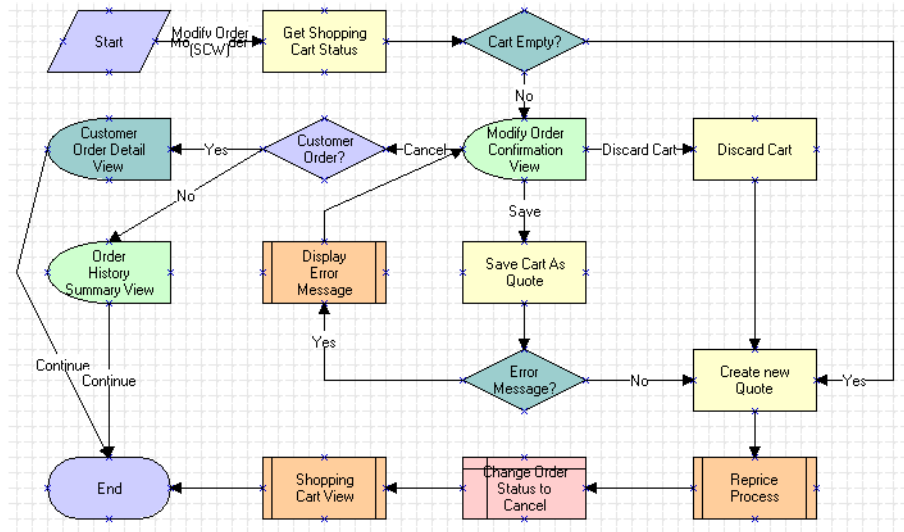 Start
Modify Order
(SCW)
Get Shopping
Cart Status
Cart Empty?
No
Customer
Order Detail
View
Yes
Customer
Order?
Cancel
Modify Order
Confirmation
View
Discard Cart
Discard Cart
No
Save
Order
History
Summary View
Display
Error
Message
Save Cart As
Quote
Yes
Continue
Continue
Error
Message?
No
Create new
Quote
Yes
End
Shopping
Cart View
Change Order
Status to
Cancel
Reprice
Process